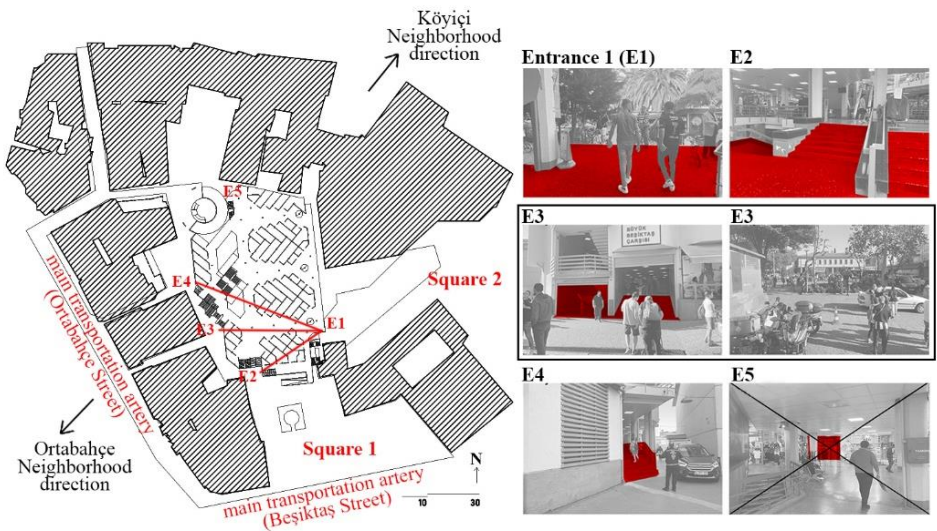 Köyiçi
Neighborhood
direction
E5
E4
E3
E1
E2
Square 2
Square 1
main transportation artery
(Ortabahçe Street)
Ortabahçe
Neighborhood
direction
main transportation artery
(Beşiktaş Street)
N
10
30
Entrance 1 (E1)
E2
E3
BÜYÜK
BEŞİKTAŞ
ÇARŞISI
E3
E4
E5